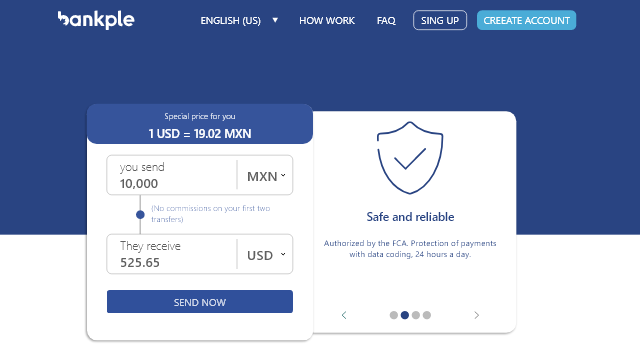 bankple
ENGLISH (US) ▼ HOW WORK FAQ SING UP CREEATE ACCOUNT
Special price for you
1 USD = 19.02 MXN
you send
10,000
MXN
(No commissions on your first two
transfers)
They receive
525.65
USD
SEND NOW
Safe and reliable
Authorized by the FCA. Protection of payments
with data coding, 24 hours a day.